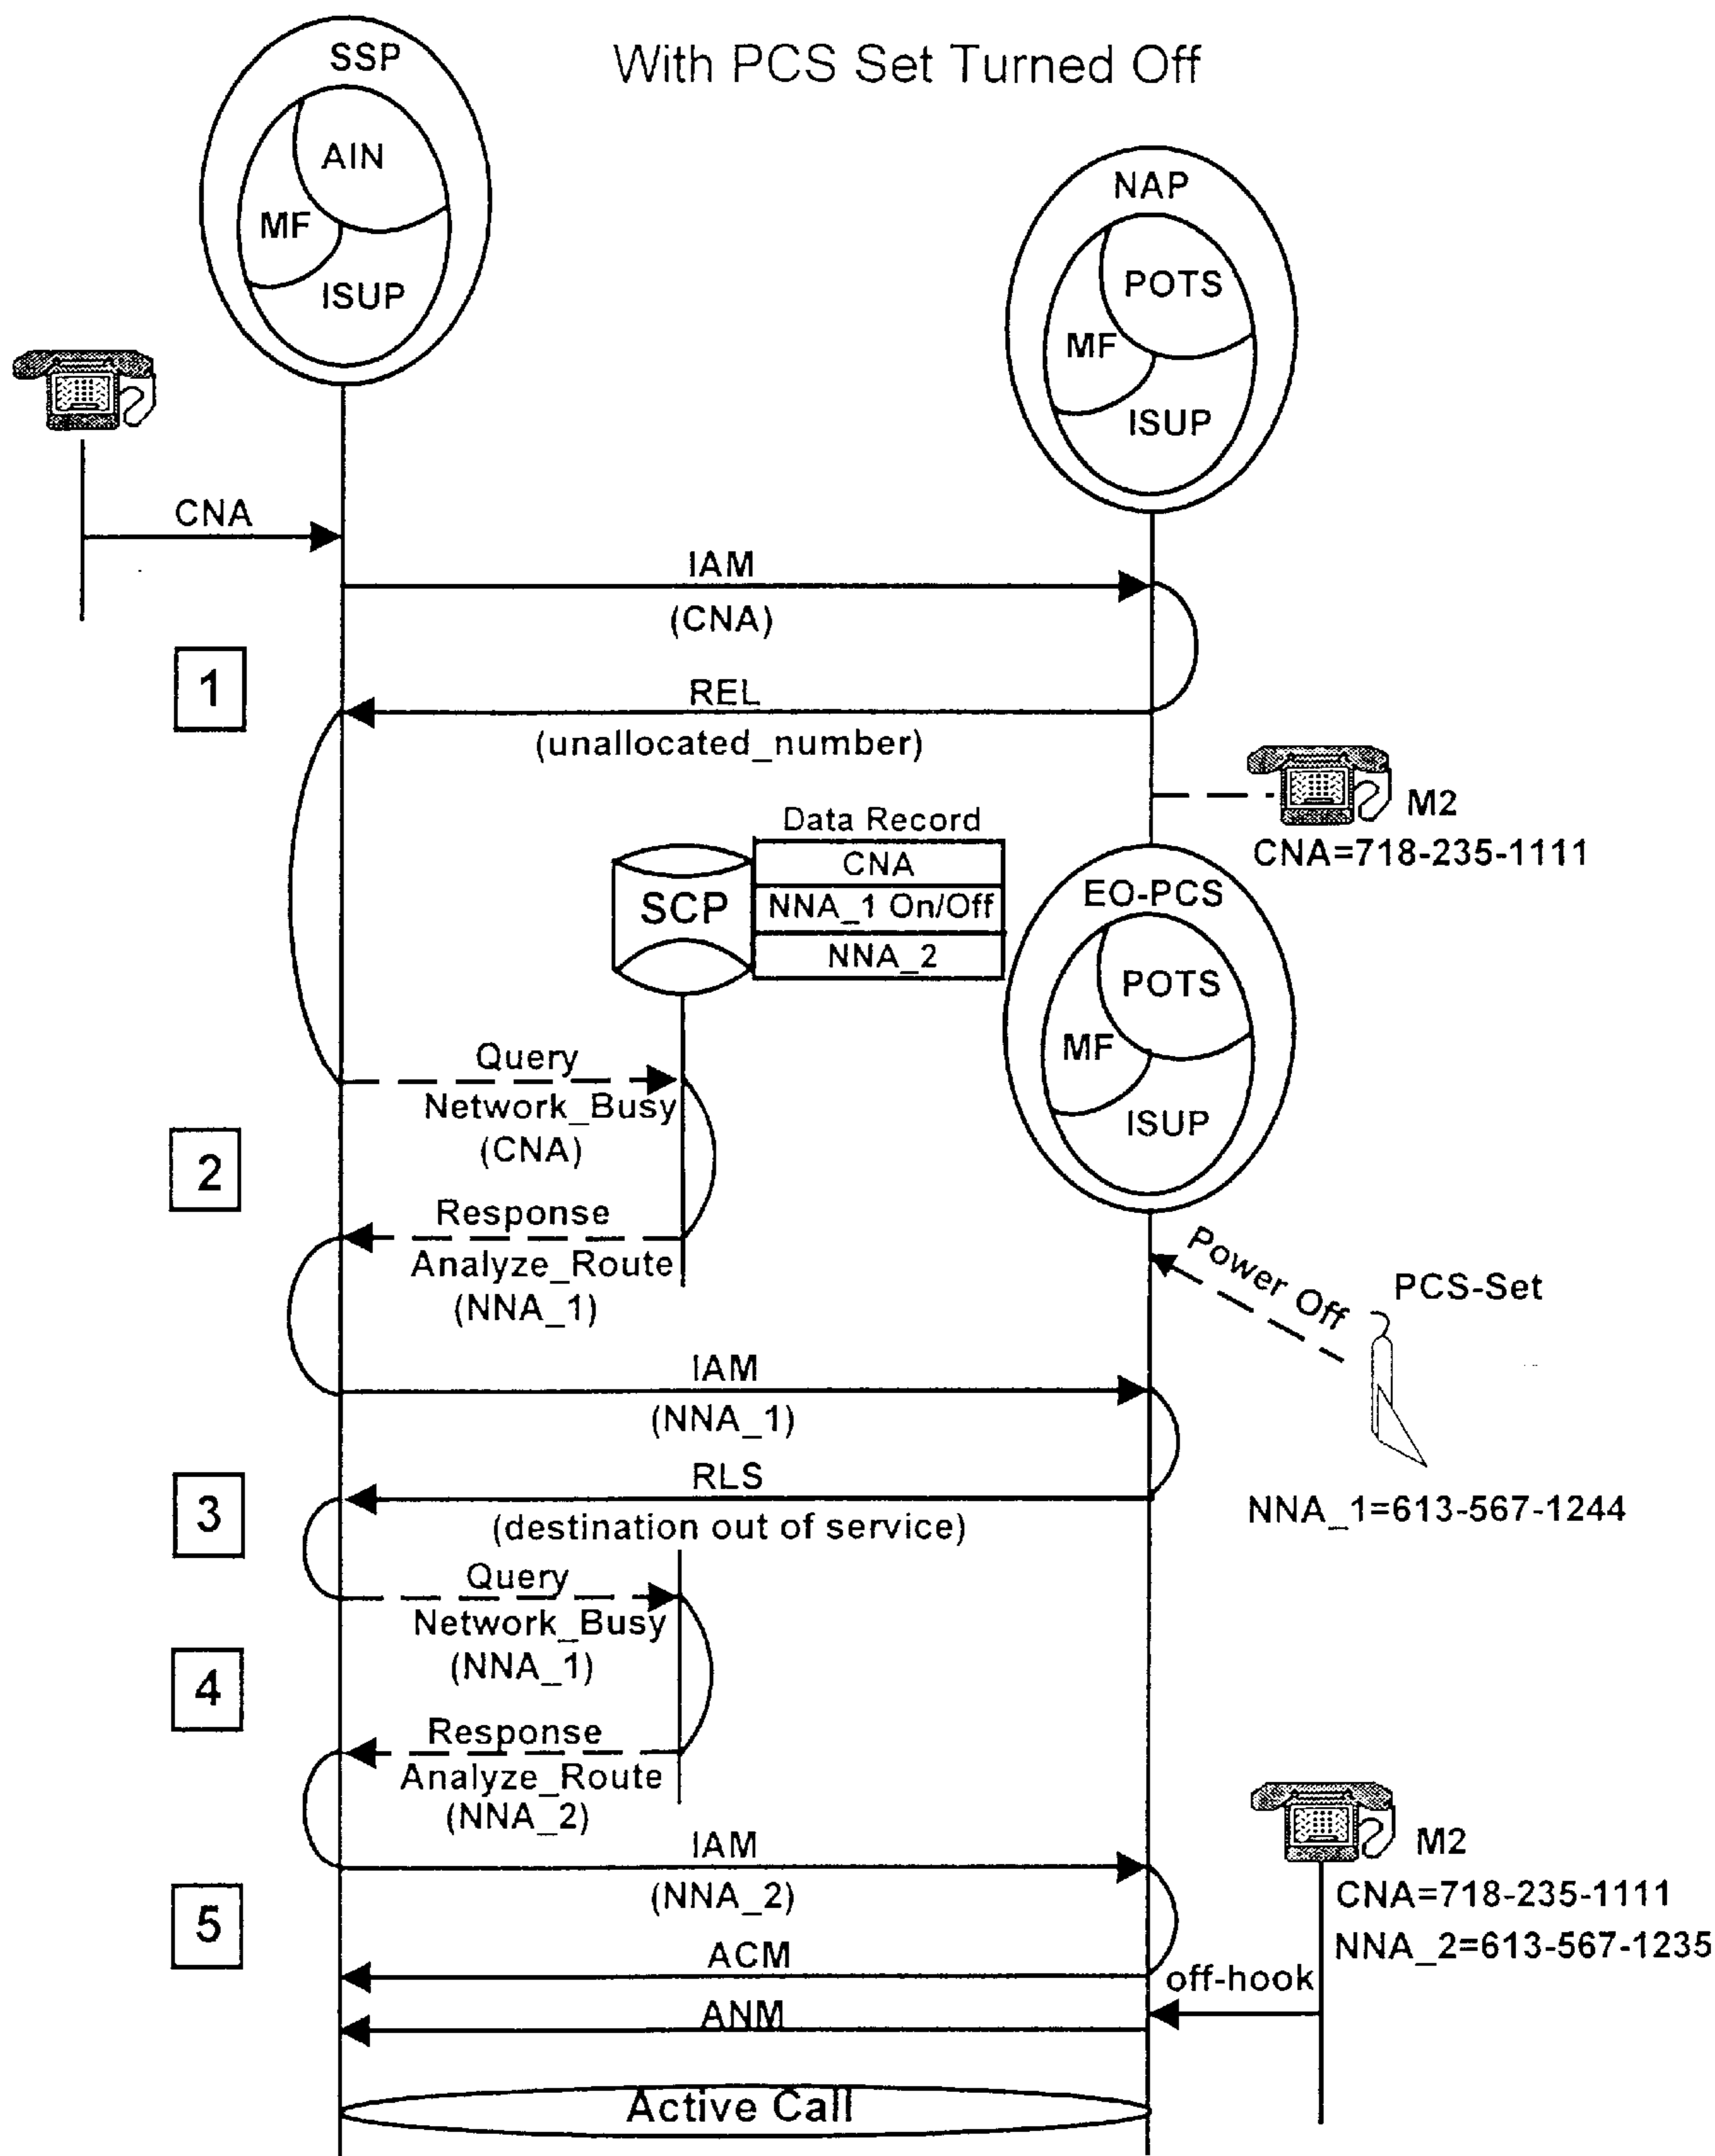 With PCS Set Turned Off
SSP
AIN
MF
ISUP
NAP
POTS
MF
ISUP
CNA
IAM
(CNA)
1
REL
(unallocated_number)
M2
CNA=718-235-1111
Data Record
CNA
NNA_1 On/Off
NNA_2
SCP
EO-PCS
POTS
MF
ISUP
Query
Network_Busy
(CNA)
2
Response
Analyze_Route
(NNA_1)
Power Off
PCS-Set
NNA_1=613-567-1244
IAM
(NNA_1)
3
RLS
(destination out of service)
Query
Network_Busy
(NNA_1)
4
Response
Analyze_Route
(NNA_2)
IAM
(NNA_2)
M2
CNA=718-235-1111
NNA_2=613-567-1235
5
ACM
off-hook
ANM
Active Call